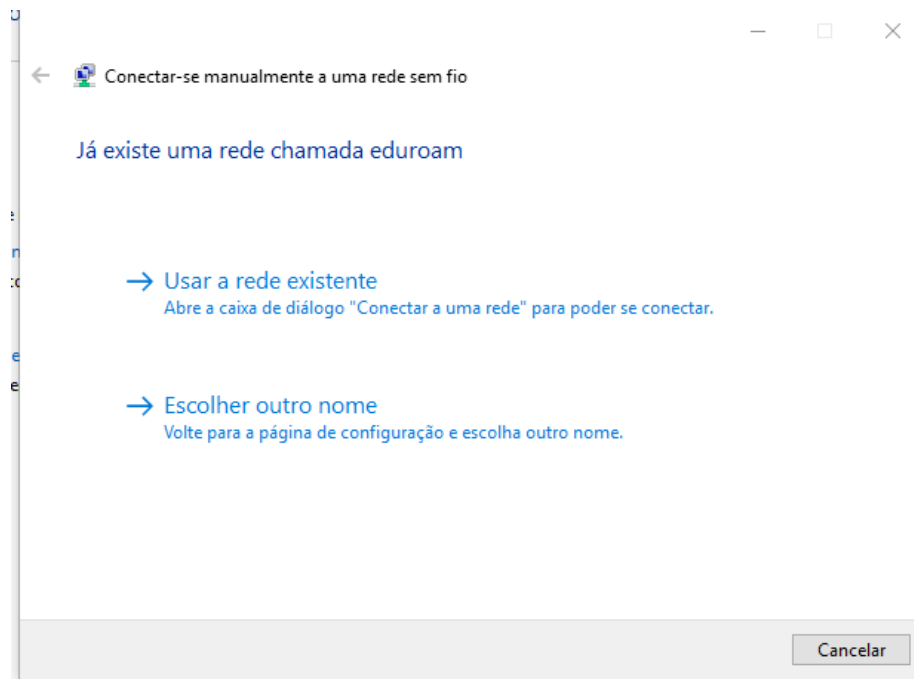 Conectar-se manualmente a uma rede sem fio
Já existe uma rede chamada eduroam
Usar a rede existente
Abre a caixa de diálogo "Conectar a uma rede" para poder se conectar.
Escolher outro nome
Volte para a página de configuração e escolha outro nome.
Cancelar